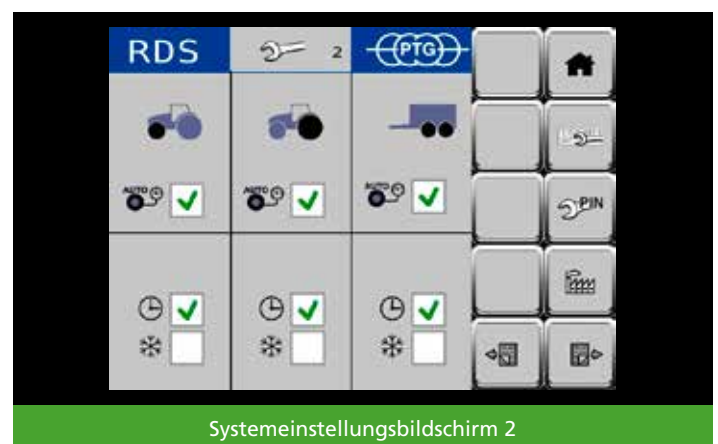 RDS 2 PTG
AUTO AUTO AUTO
PIN
Systemeinstellungsbildschirm 2